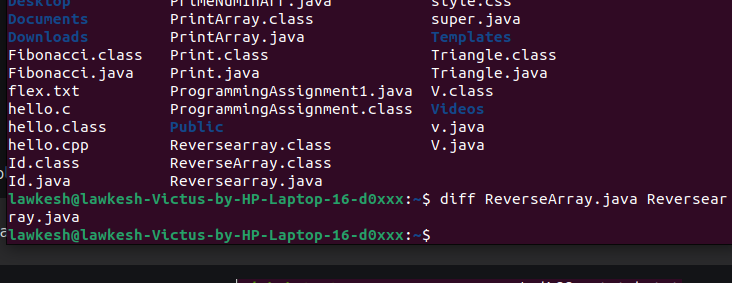 Desktop PrimeNumInArr.java style.css
Documents PrintArray.class super.java
Downloads PrintArray.java Templates
Fibonacci.class Print.class Triangle.class
Fibonacci.java Print.java Triangle.java
flex.txt ProgrammingAssignment1.java V.class
hello.c ProgrammingAssignment.class Videos
hello.class Public v.java
hello.cpp Reversearray.class V.java
Id.class ReverseArray.class
Id.java Reversearray.java
lawkesh@lawkesh-Victus-by-HP-Laptop-16-d0xxx:~$ diff ReverseArray.java Reversear
ray.java
lawkesh@lawkesh-Victus-by-HP-Laptop-16-d0xxx:~$